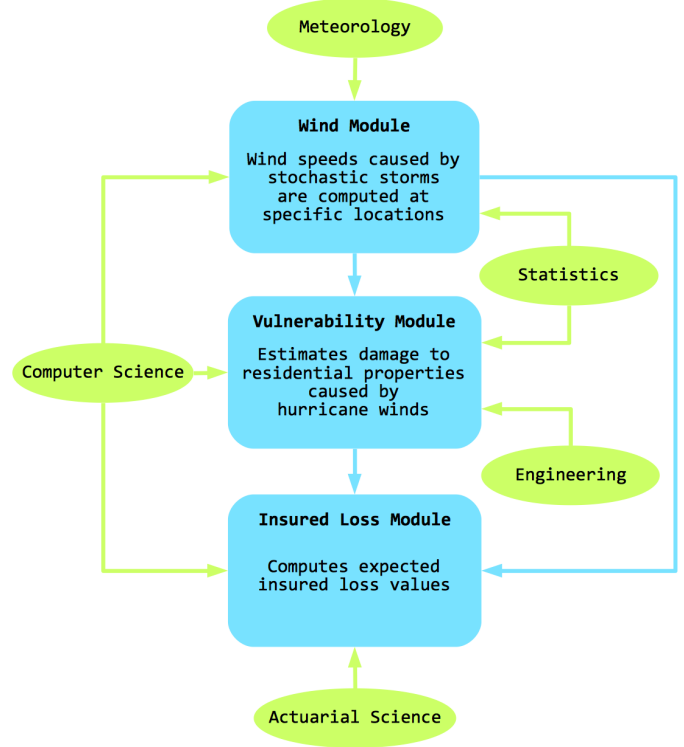 Meteorology
Wind Module
Wind speeds caused by
stochastic storms
are computed at
specific locations
Statistics
Vulnerability Module
Estimates damage to
residential properties
caused by
hurricane winds
Computer Science
Engineering
Insured Loss Module
Computes expected
insured loss values
Actuarial Science